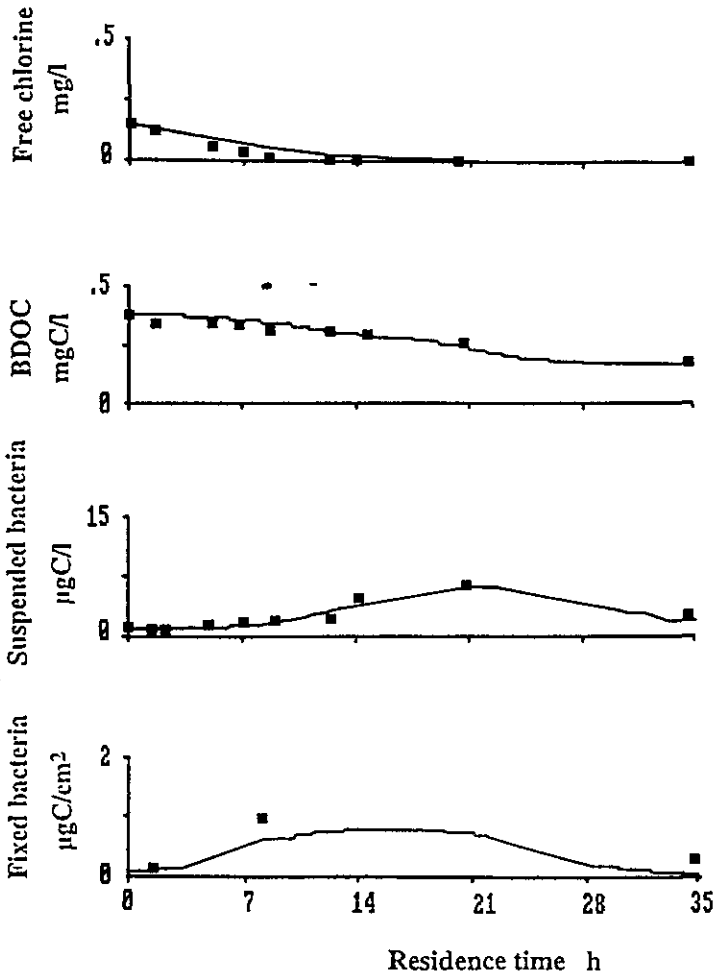 Free chlorine
mg/l
.5
0
BDOC
mgC/l
.5
0
Suspended bacteria
µgC/l
15
0
Fixed bacteria
µgC/cm²
2
0
0 7 14 21 28 35
Residence time h